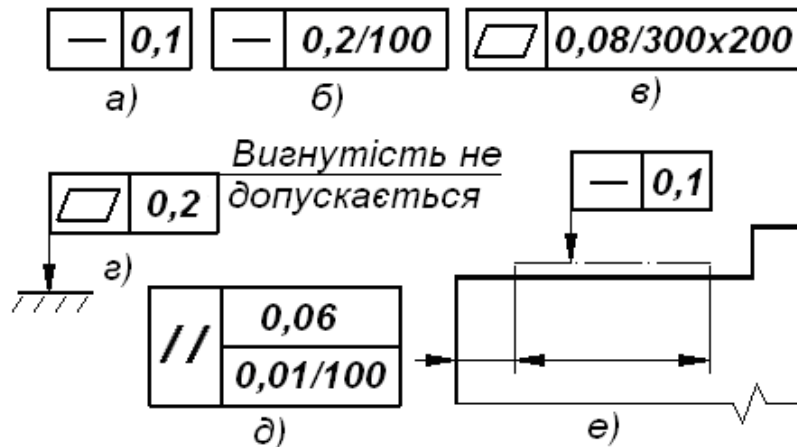 — 0,1
— 0,2/100
▱ 0,08/300x200
а)
б)
в)
Вигнутість не
допускається
▱ 0,2
г)
— 0,1
// 0,06
0,01/100
д)
е)